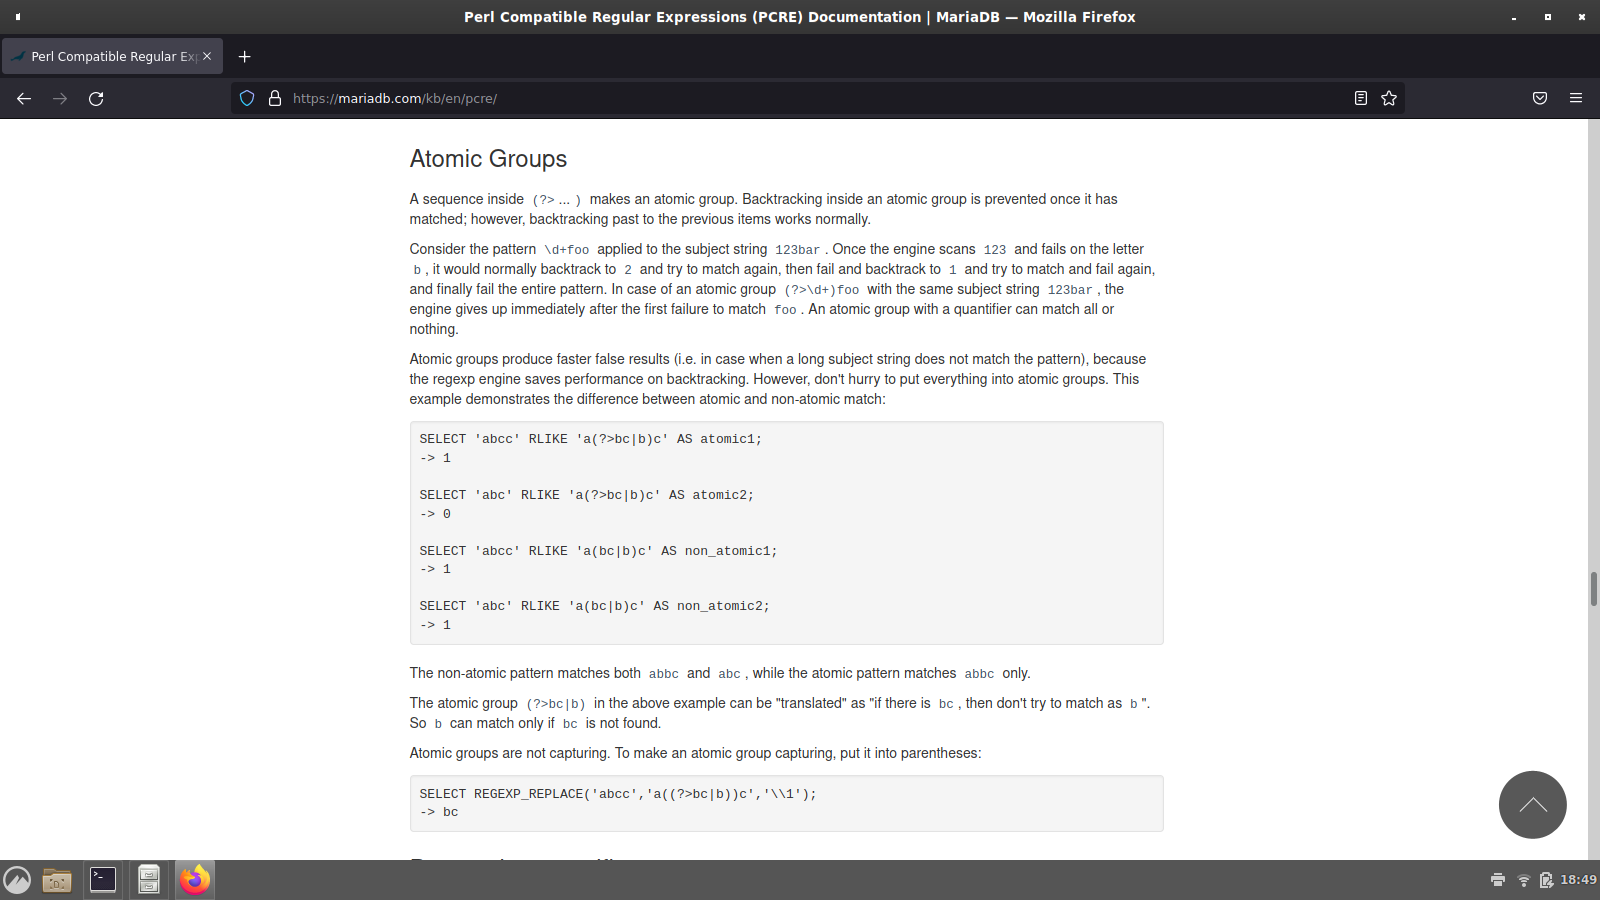 Perl Compatible Regular Expressions (PCRE) Documentation | MariaDB — Mozilla Firefox
Perl Compatible Regular Exp
https://mariadb.com/kb/en/pcre/
Atomic Groups
A sequence inside (?> ... ) makes an atomic group. Backtracking inside an atomic group is prevented once it has
matched; however, backtracking past to the previous items works normally.
Consider the pattern \d+foo applied to the subject string 123bar. Once the engine scans 123 and fails on the letter
b, it would normally backtrack to 2 and try to match again, then fail and backtrack to 1 and try to match and fail again,
and finally fail the entire pattern. In case of an atomic group (?>\d+)foo with the same subject string 123bar, the
engine gives up immediately after the first failure to match foo. An atomic group with a quantifier can match all or
nothing.
Atomic groups produce faster false results (i.e. in case when a long subject string does not match the pattern), because
the regexp engine saves performance on backtracking. However, don't hurry to put everything into atomic groups. This
example demonstrates the difference between atomic and non-atomic match:
SELECT 'abcc' RLIKE 'a(?>bc|b)c' AS atomic1;
-> 1
SELECT 'abc' RLIKE 'a(?>bc|b)c' AS atomic2;
-> 0
SELECT 'abcc' RLIKE 'a(bc|b)c' AS non_atomic1;
-> 1
SELECT 'abc' RLIKE 'a(bc|b)c' AS non_atomic2;
-> 1
The non-atomic pattern matches both abbc and abc, while the atomic pattern matches abbc only.
The atomic group (?>bc|b) in the above example can be "translated" as "if there is bc, then don't try to match as b".
So b can match only if bc is not found.
Atomic groups are not capturing. To make an atomic group capturing, put it into parentheses:
SELECT REGEXP_REPLACE('abcc','a((?>bc|b))c','\\1');
-> bc
18:49